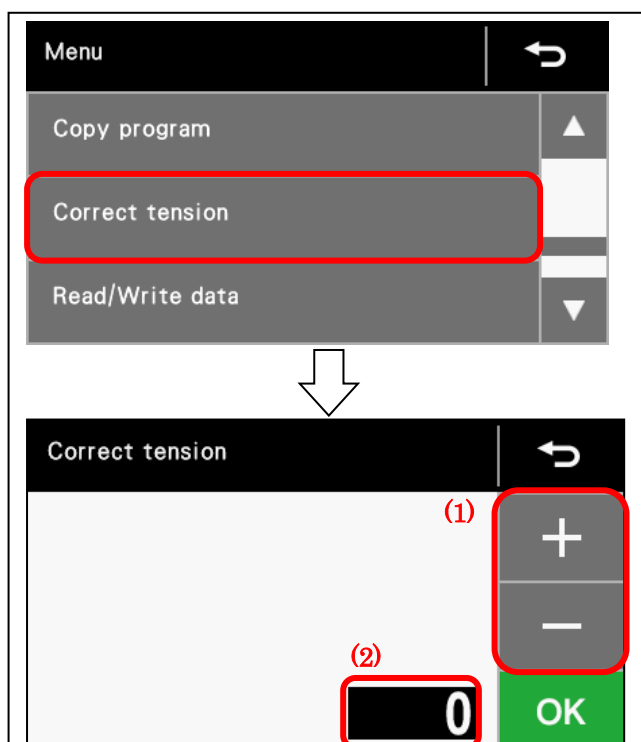 Menu
Copy program
Correct tension
Read/Write data
Correct tension
(1)
(2)
0
OK